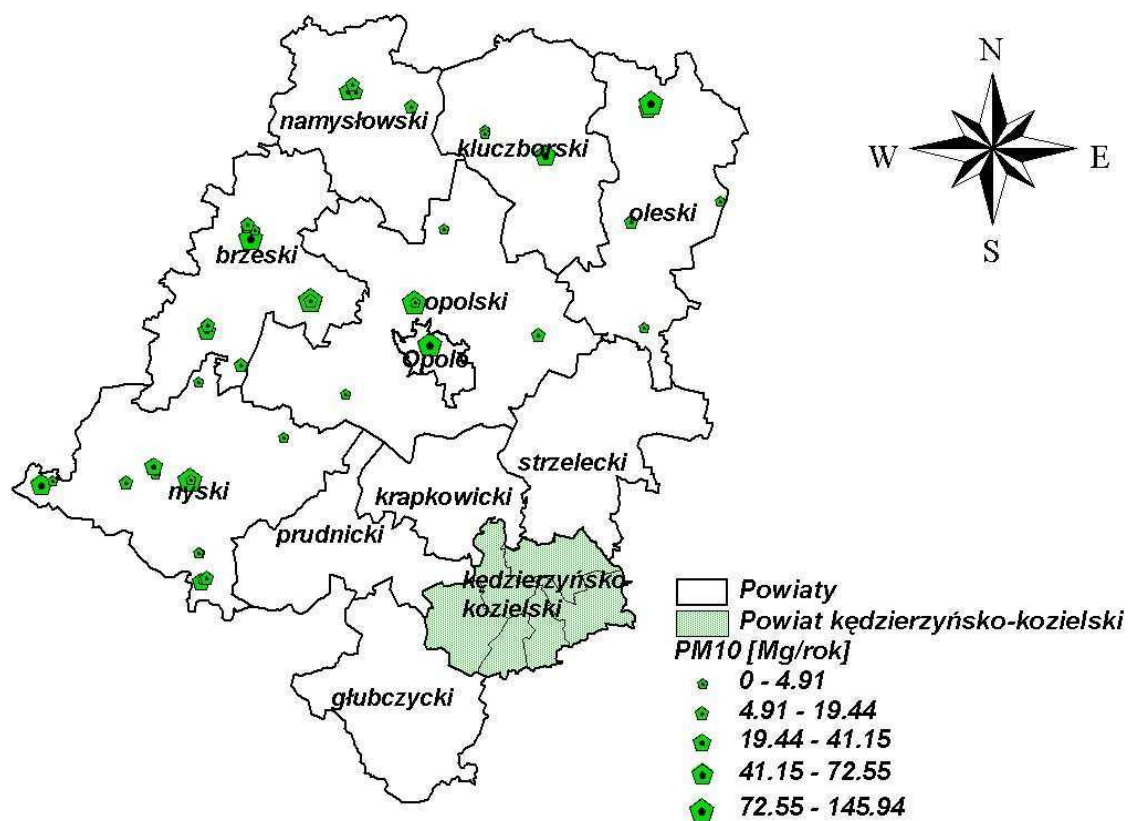 N
W E
S
namysłowski
kluczborski
oleski
brzeski
opolski
Opole
strzelecki
nyski
krapkowicki
prudnicki
kędzierzyńsko-
kozielski
głubczycki
Powiaty
Powiat kędzierzyńsko-kozielski
PM10 [Mg/rok]
0 - 4.91
4.91 - 19.44
19.44 - 41.15
41.15 - 72.55
72.55 - 145.94